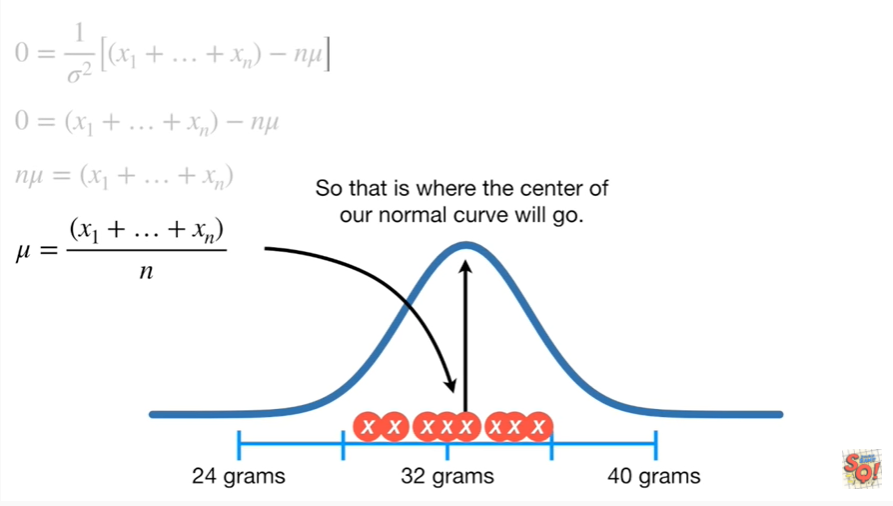 0 = 1/σ² [(x₁ + … + xₙ) − nμ]
0 = (x₁ + … + xₙ) − nμ
nμ = (x₁ + … + xₙ)
So that is where the center of
our normal curve will go.
μ = (x₁ + … + xₙ) / n
x x x x x x x x
24 grams 32 grams 40 grams
SQ!